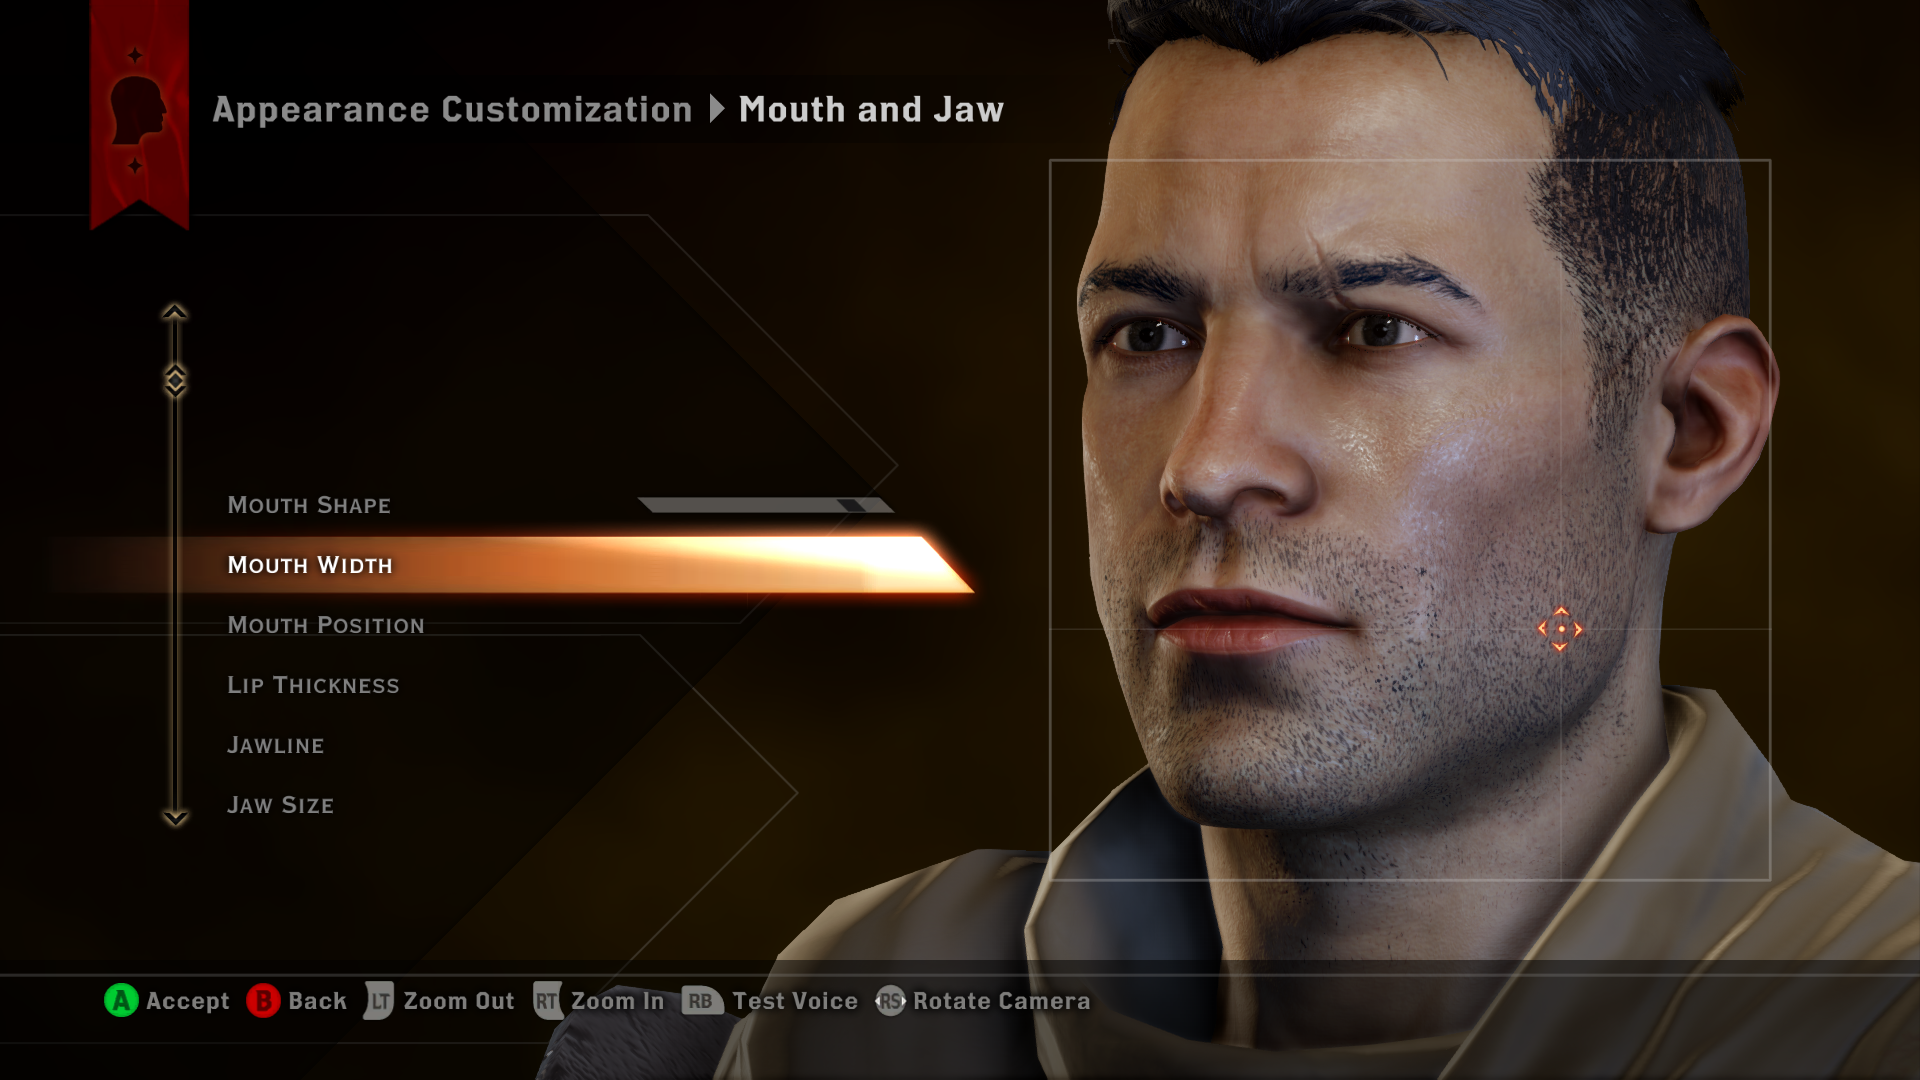 Appearance Customization ▶ Mouth and Jaw
Mouth Shape
Mouth Width
Mouth Position
Lip Thickness
Jawline
Jaw Size
A Accept B Back LT Zoom Out RT Zoom In RB Test Voice RS Rotate Camera